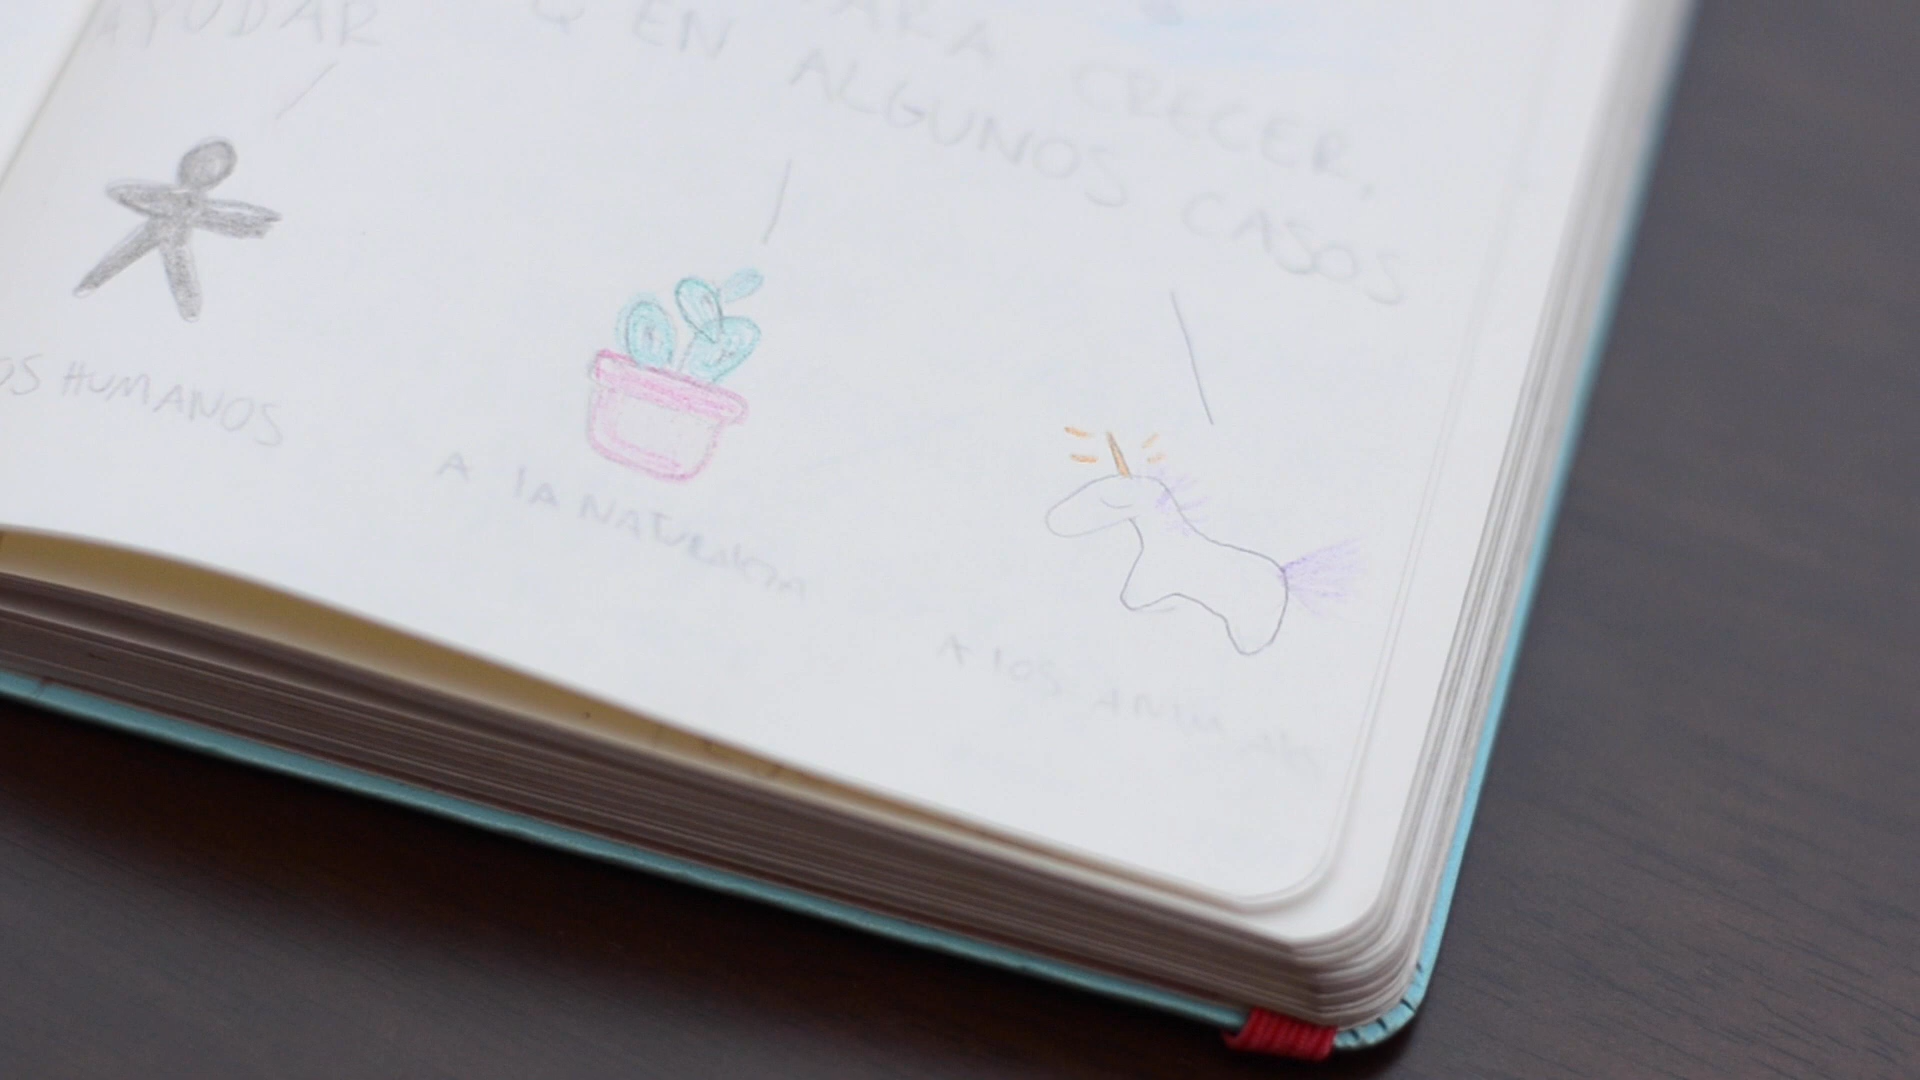 AYUDAR Q EN ALGUNOS CASOS
PARA CRECER,
OS HUMANOS
A LA NATURALEZA
A LOS ANIMALES